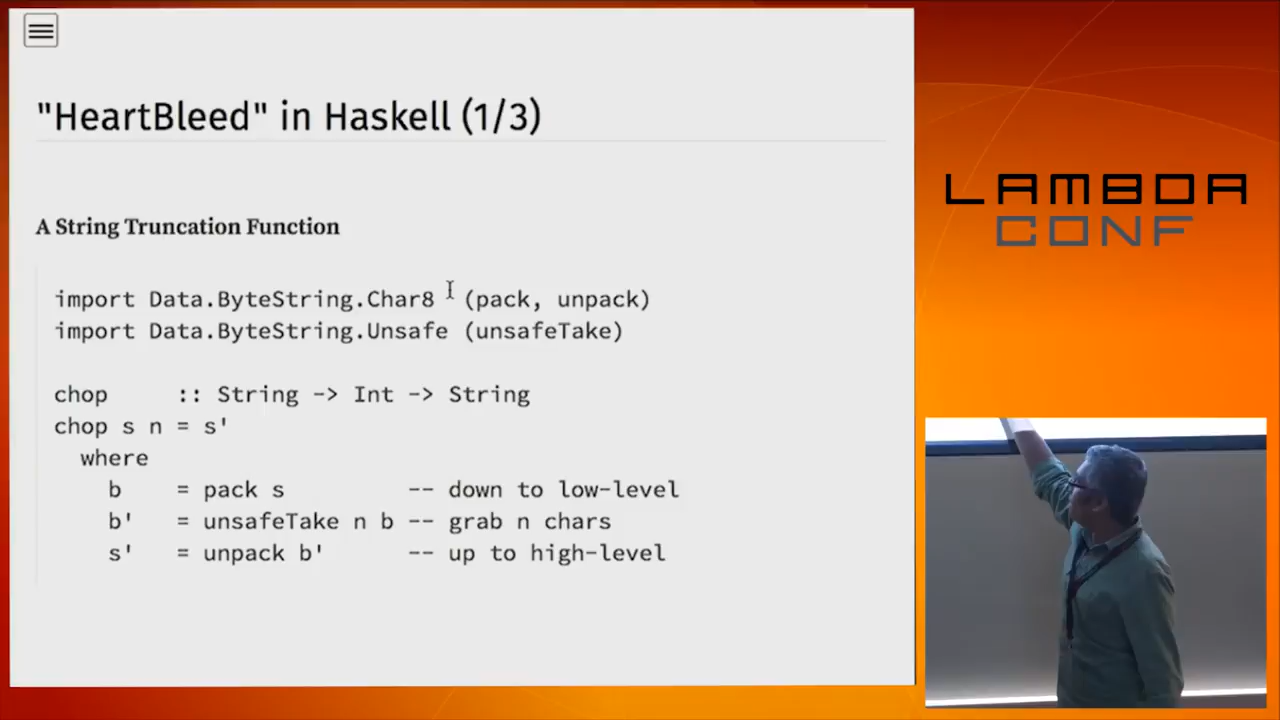 "HeartBleed" in Haskell (1/3)
A String Truncation Function
import Data.ByteString.Char8 (pack, unpack)
import Data.ByteString.Unsafe (unsafeTake)
chop :: String -> Int -> String
chop s n = s'
where
b = pack s -- down to low-level
b' = unsafeTake n b -- grab n chars
s' = unpack b' -- up to high-level
LAMBDA
CONF